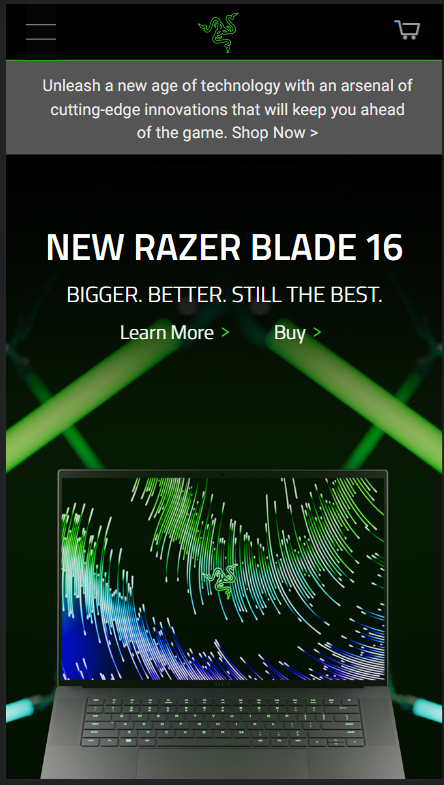 Unleash a new age of technology with an arsenal of
cutting-edge innovations that will keep you ahead
of the game. Shop Now >
NEW RAZER BLADE 16
BIGGER. BETTER. STILL THE BEST.
Learn More >
Buy >